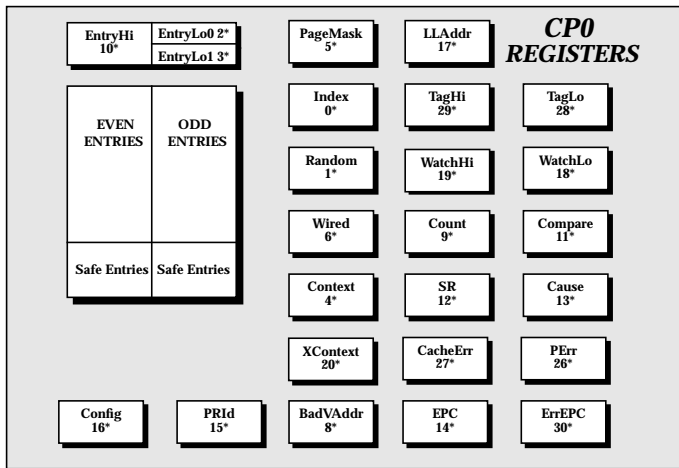 CP0
REGISTERS
EntryHi
10*
EntryLo0 2*
EntryLo1 3*
PageMask
5*
LLAddr
17*
EVEN
ENTRIES
ODD
ENTRIES
Safe Entries
Safe Entries
Index
0*
TagHi
29*
TagLo
28*
Random
1*
WatchHi
19*
WatchLo
18*
Wired
6*
Count
9*
Compare
11*
Context
4*
SR
12*
Cause
13*
XContext
20*
CacheErr
27*
PErr
26*
Config
16*
PRId
15*
BadVAddr
8*
EPC
14*
ErrEPC
30*